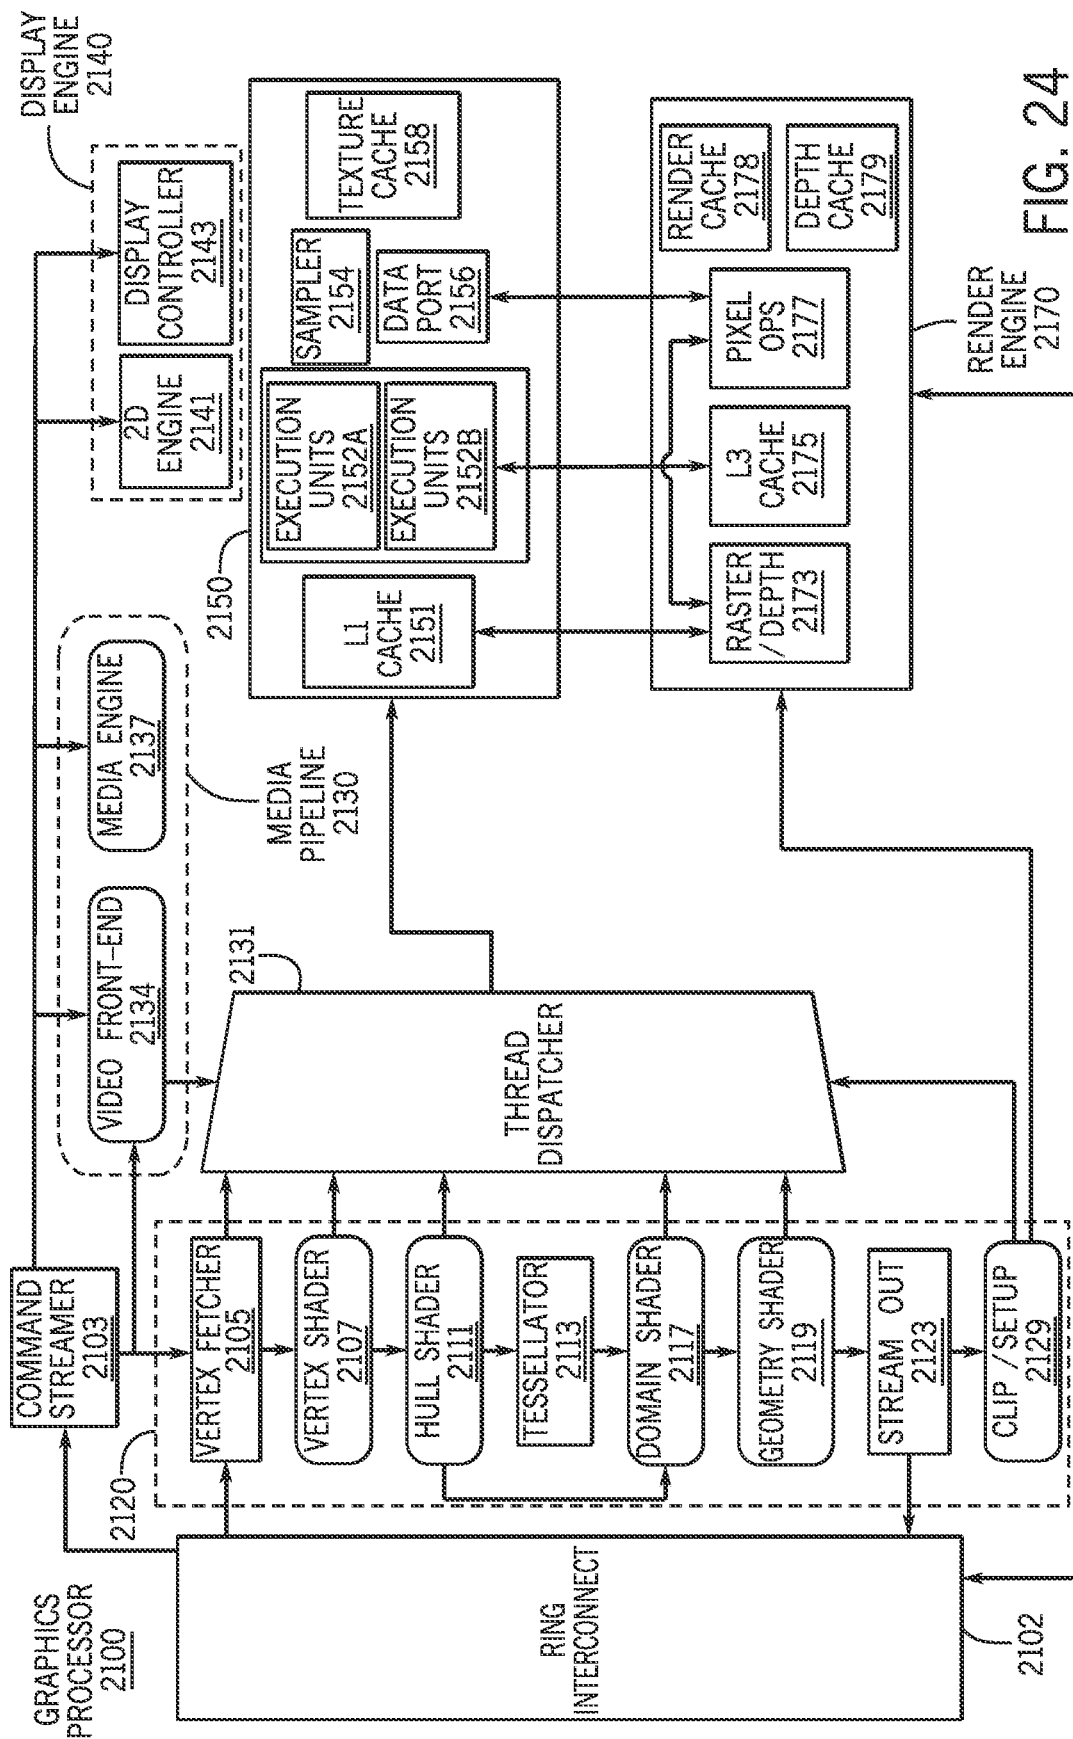 GRAPHICS
PROCESSOR
2100
COMMAND
STREAMER
2103
2120
RING
INTERCONNECT
2102
VERTEX FETCHER
2105
VERTEX SHADER
2107
HULL SHADER
2111
TESSELLATOR
2113
DOMAIN SHADER
2117
GEOMETRY SHADER
2119
STREAM OUT
2123
CLIP/SETUP
2129
VIDEO FRONT-END
2134
MEDIA ENGINE
2137
MEDIA
PIPELINE
2130
THREAD
DISPATCHER
2131
DISPLAY
ENGINE
2140
2D
ENGINE
2141
DISPLAY
CONTROLLER
2143
2150
L1
CACHE
2151
EXECUTION
UNITS
2152A
EXECUTION
UNITS
2152B
SAMPLER
2154
DATA
PORT
2156
TEXTURE
CACHE
2158
RASTER
/DEPTH
2173
L3
CACHE
2175
PIXEL
OPS
2177
RENDER
CACHE
2178
DEPTH
CACHE
2179
RENDER
ENGINE
2170
FIG. 24